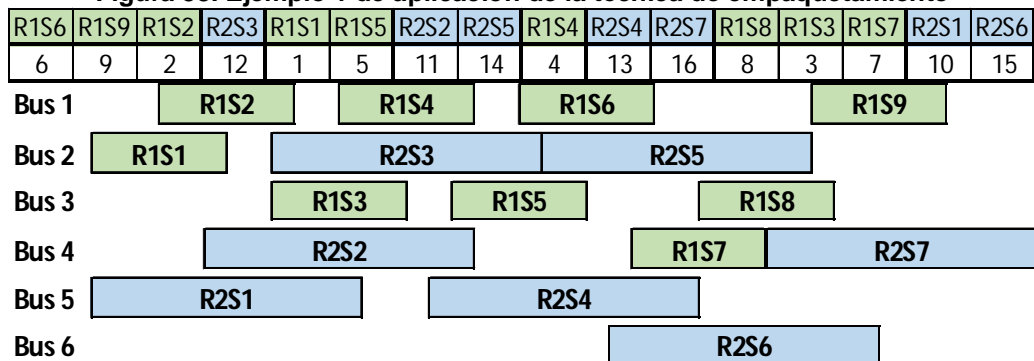 Figura 35. Ejemplo 1 de aplicación de la técnica de empaquetamiento
R1S6 R1S9 R1S2 R2S3 R1S1 R1S5 R2S2 R2S5 R1S4 R2S4 R2S7 R1S8 R1S3 R1S7 R2S1 R2S6
6 9 2 12 1 5 11 14 4 13 16 8 3 7 10 15
Bus 1 R1S2 R1S4 R1S6 R1S9
Bus 2 R1S1 R2S3 R2S5
Bus 3 R1S3 R1S5 R1S8
Bus 4 R2S2 R1S7 R2S7
Bus 5 R2S1 R2S4
Bus 6 R2S6